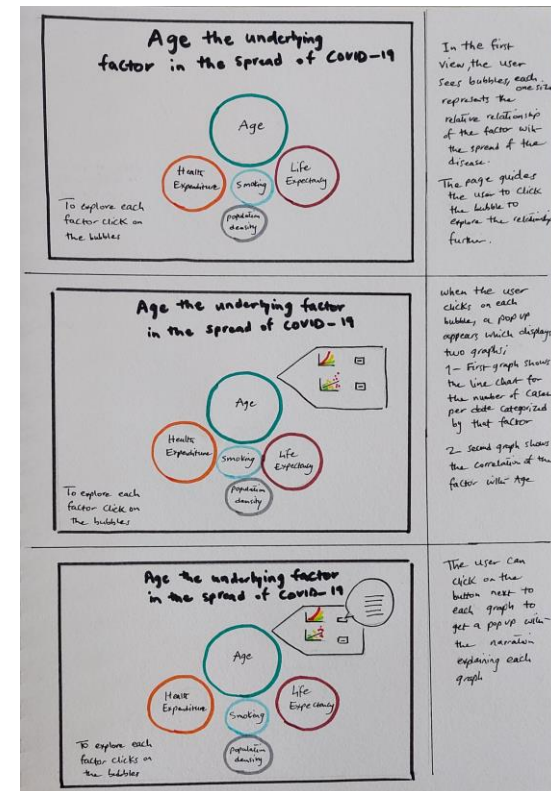 Age the underlying
factor in the spread of COVID-19
Age
Health
Expenditure
Smoking
Life
Expectancy
population
density
To explore each
factor click on
the bubbles
In the first
view, the user
sees bubbles, each
one size
represents the
relative relationship
of the factor with
the spread of the
disease.
The page guides
the user to click
the bubble to
explore the relationship
further.
Age the underlying factor
in the spread of COVID-19
Age
Health
Expenditure
Smoking
Life
Expectancy
population
density
To explore each
factor click on
the bubbles
when the user
clicks on each
bubble, a pop up
appears which displays
two graphs;
1- First graph shows
the line chart for
the number of cases
per date categorized
by that factor
2- second graph shows
the correlation of the
factor with Age
Age the underlying factor
in the spread of COVID-19
Age
Health
Expenditure
Smoking
Life
Expectancy
population
density
To explore each
factor clicks on
the bubbles
The user can
click on the
button next to
each graph to
get a pop up with
the narration
explaining each
graph